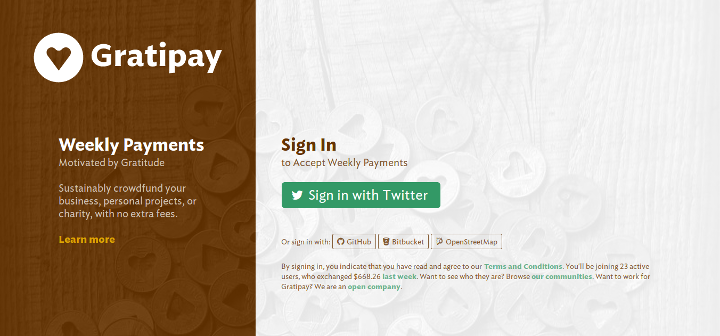 Gratipay
Weekly Payments
Motivated by Gratitude
Sustainably crowdfund your
business, personal projects, or
charity, with no extra fees.
Learn more
Sign In
to Accept Weekly Payments
Sign in with Twitter
Or sign in with: GitHub Bitbucket OpenStreetMap
By signing in, you indicate that you have read and agree to our Terms and Conditions. You'll be joining 23 active
users, who exchanged $668.26 last week. Want to see who they are? Browse our communities. Want to work for
Gratipay? We are an open company.